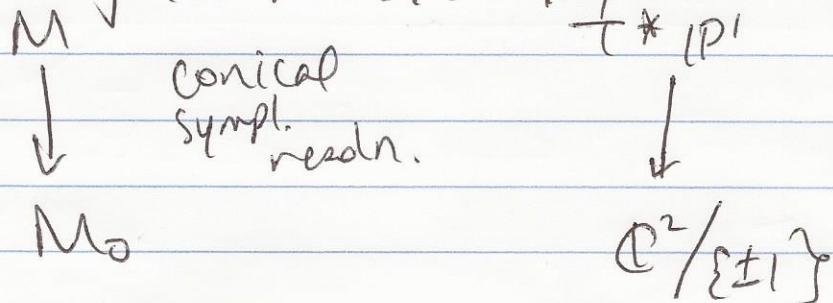 M T* ℙ¹
conical
sympl.
resoln.
M₀ ℂ²/{±1}